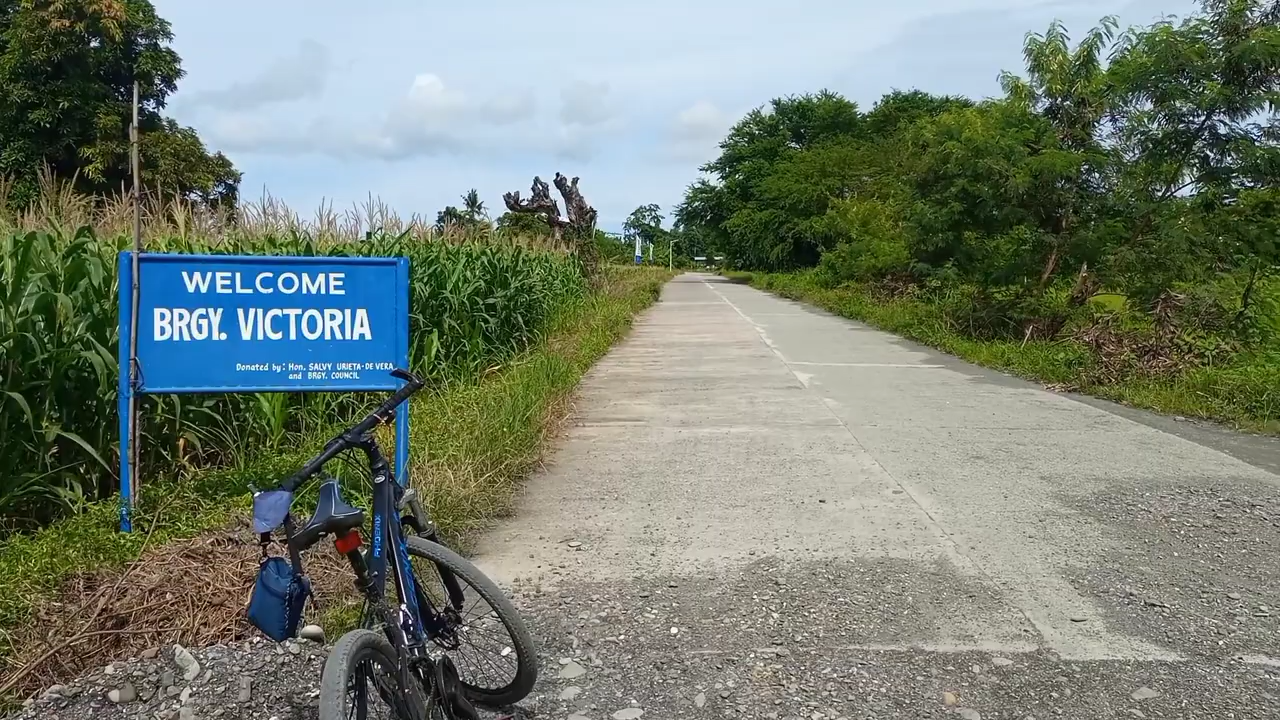 WELCOME
BRGY. VICTORIA
Donated by: Hon. SALVY URIETA-DE VERA
and BRGY. COUNCIL